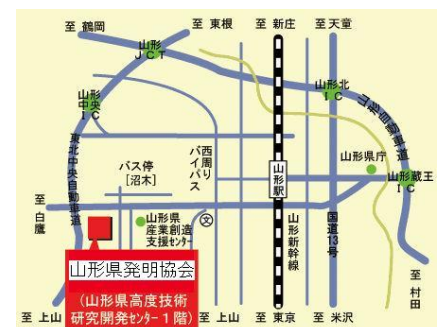 至 鶴岡
至 東根
至 新庄
至 天童
山形
JCT
山形北
IC
山形
中央
IC
山形自動車道
東北中央自動車道
西周り
バイパス
バス停
[沼木]
山形駅
山形県庁
山形蔵王
IC
至
白鷹
山形県
産業創造
支援センター
文
山形新幹線
国道13号
至
村田
山形県発明協会
(山形県高度技術
研究開発センター1階)
至 上山
至 上山
至 東京
至 米沢